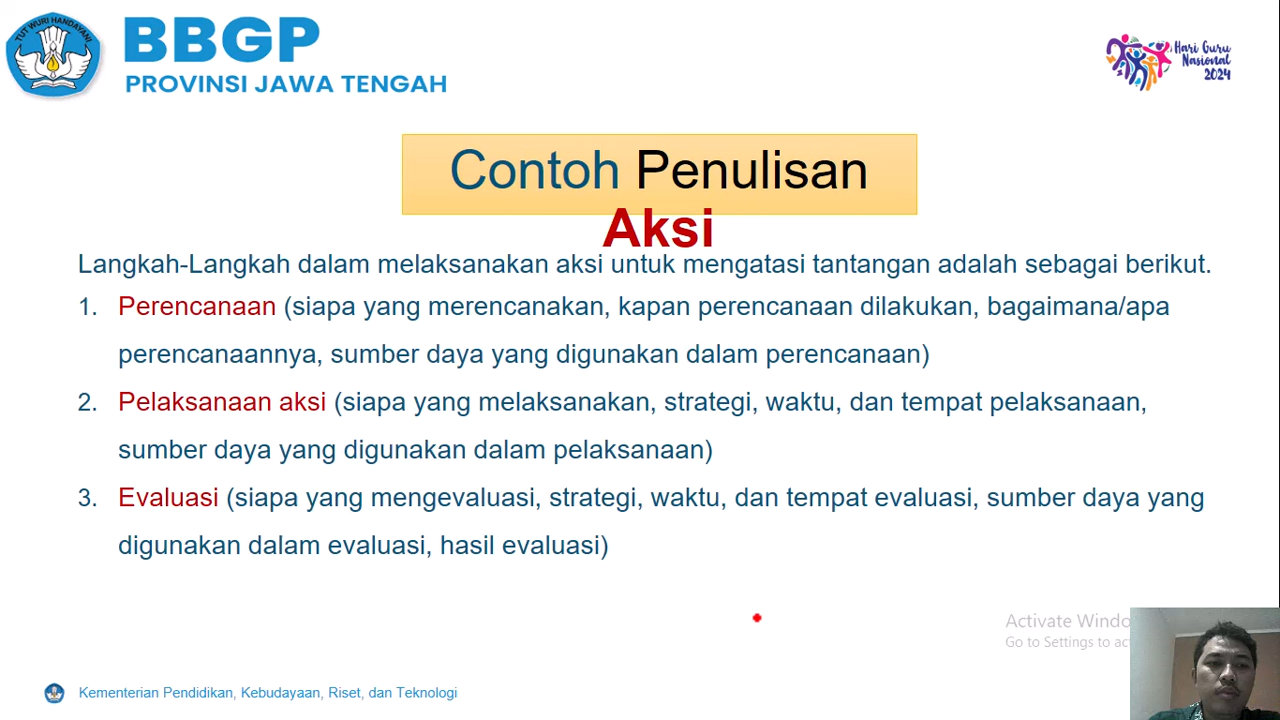 TUT WURI HANDAYANI
BBGP
PROVINSI JAWA TENGAH
Hari Guru
Nasional
2024
Contoh Penulisan
Aksi
Langkah-Langkah dalam melaksanakan aksi untuk mengatasi tantangan adalah sebagai berikut.
1. Perencanaan (siapa yang merencanakan, kapan perencanaan dilakukan, bagaimana/apa
perencanaannya, sumber daya yang digunakan dalam perencanaan)
2. Pelaksanaan aksi (siapa yang melaksanakan, strategi, waktu, dan tempat pelaksanaan,
sumber daya yang digunakan dalam pelaksanaan)
3. Evaluasi (siapa yang mengevaluasi, strategi, waktu, dan tempat evaluasi, sumber daya yang
digunakan dalam evaluasi, hasil evaluasi)
Activate Windo
Go to Settings to ac
Kementerian Pendidikan, Kebudayaan, Riset, dan Teknologi